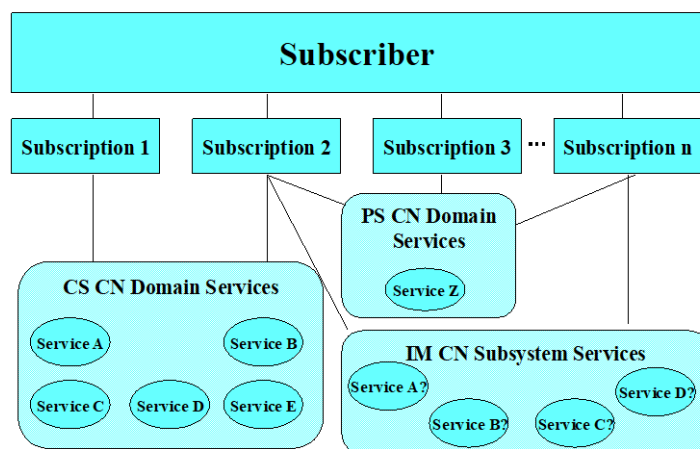 Subscriber
Subscription 1
Subscription 2
Subscription 3
...
Subscription n
PS CN Domain
Services
Service Z
CS CN Domain Services
Service A
Service B
Service C
Service D
Service E
IM CN Subsystem Services
Service A?
Service D?
Service B?
Service C?